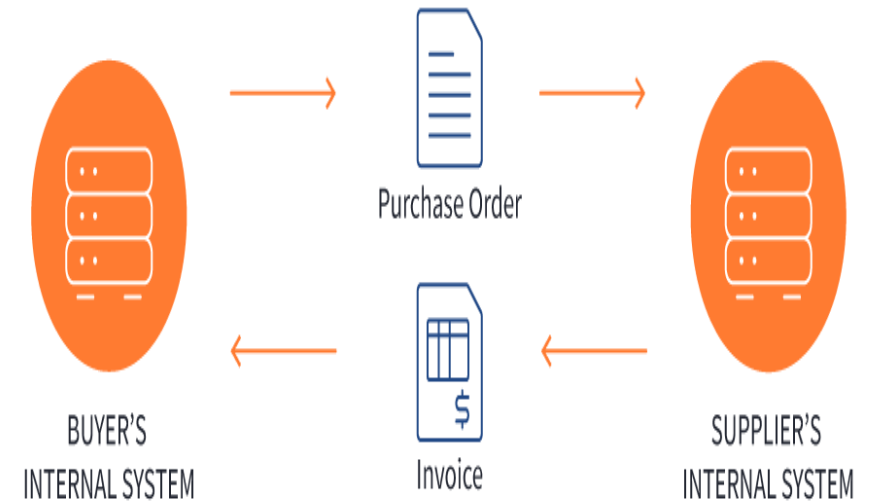 Purchase Order
BUYER’S
INTERNAL SYSTEM
$
Invoice
SUPPLIER’S
INTERNAL SYSTEM